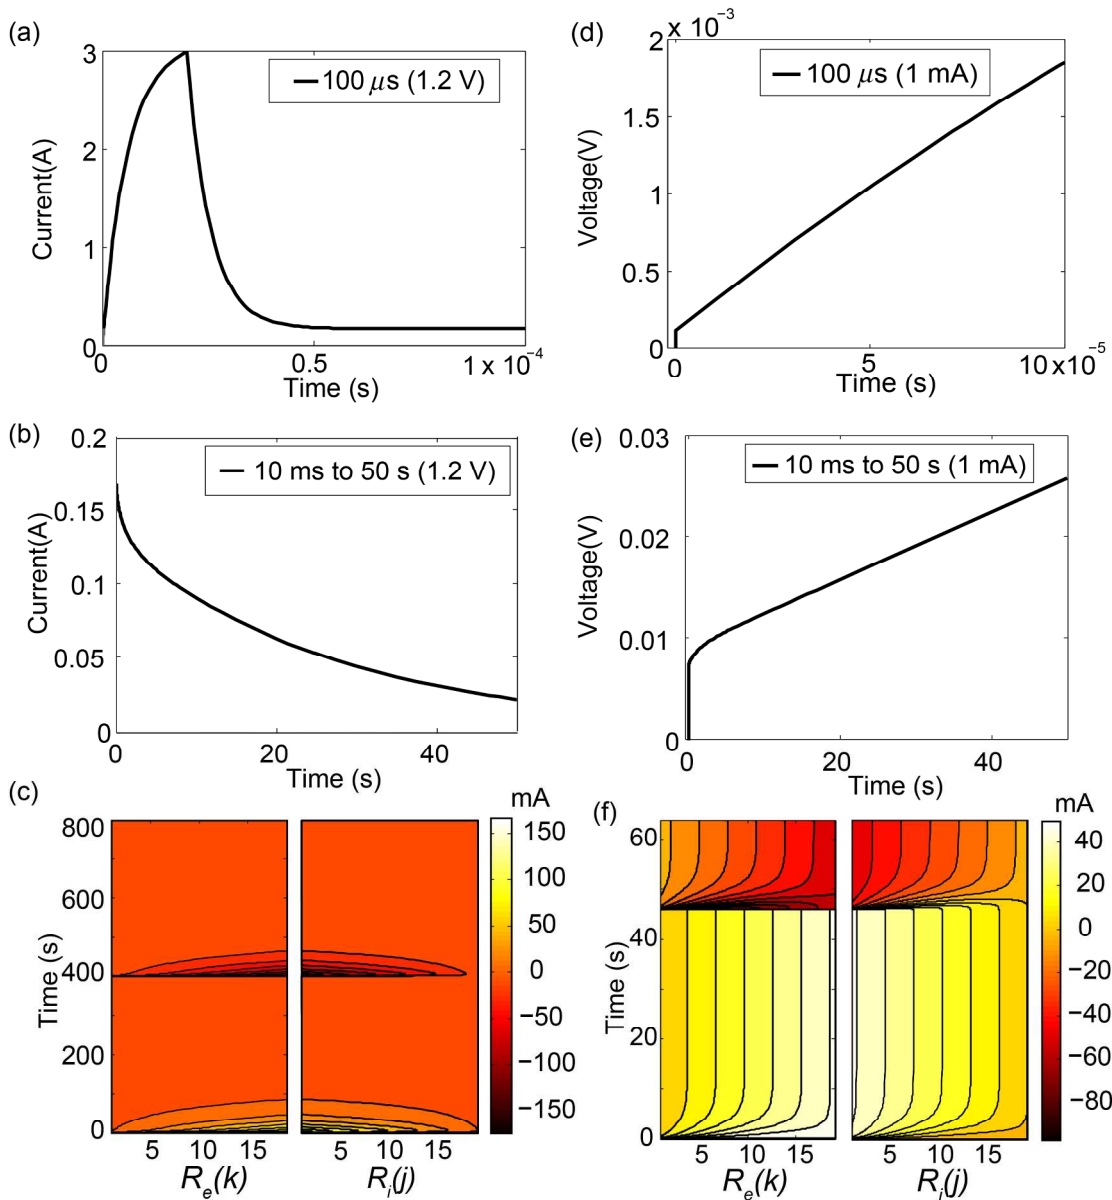 (a)
3
2
1
0
Current(A)
100 μs (1.2 V)
0
0.5
1 x 10⁻⁴
Time (s)
(d)
2 x 10⁻³
1.5
1
0.5
0
Voltage(V)
100 μs (1 mA)
0
5
10 x10⁻⁵
Time (s)
(b)
0.2
0.15
0.1
0.05
0
Current(A)
10 ms to 50 s (1.2 V)
0
20
40
Time (s)
(e)
0.03
0.02
0.01
0
Voltage(V)
10 ms to 50 s (1 mA)
0
20
40
Time (s)
(c)
800
600
400
200
0
Time (s)
5 10 15
Rₑ(k)
5 10 15
Rᵢ(j)
mA
150
100
50
0
−50
−100
−150
(f)
60
40
20
0
Time (s)
5 10 15
Rₑ(k)
5 10 15
Rᵢ(j)
mA
40
20
0
−20
−40
−60
−80